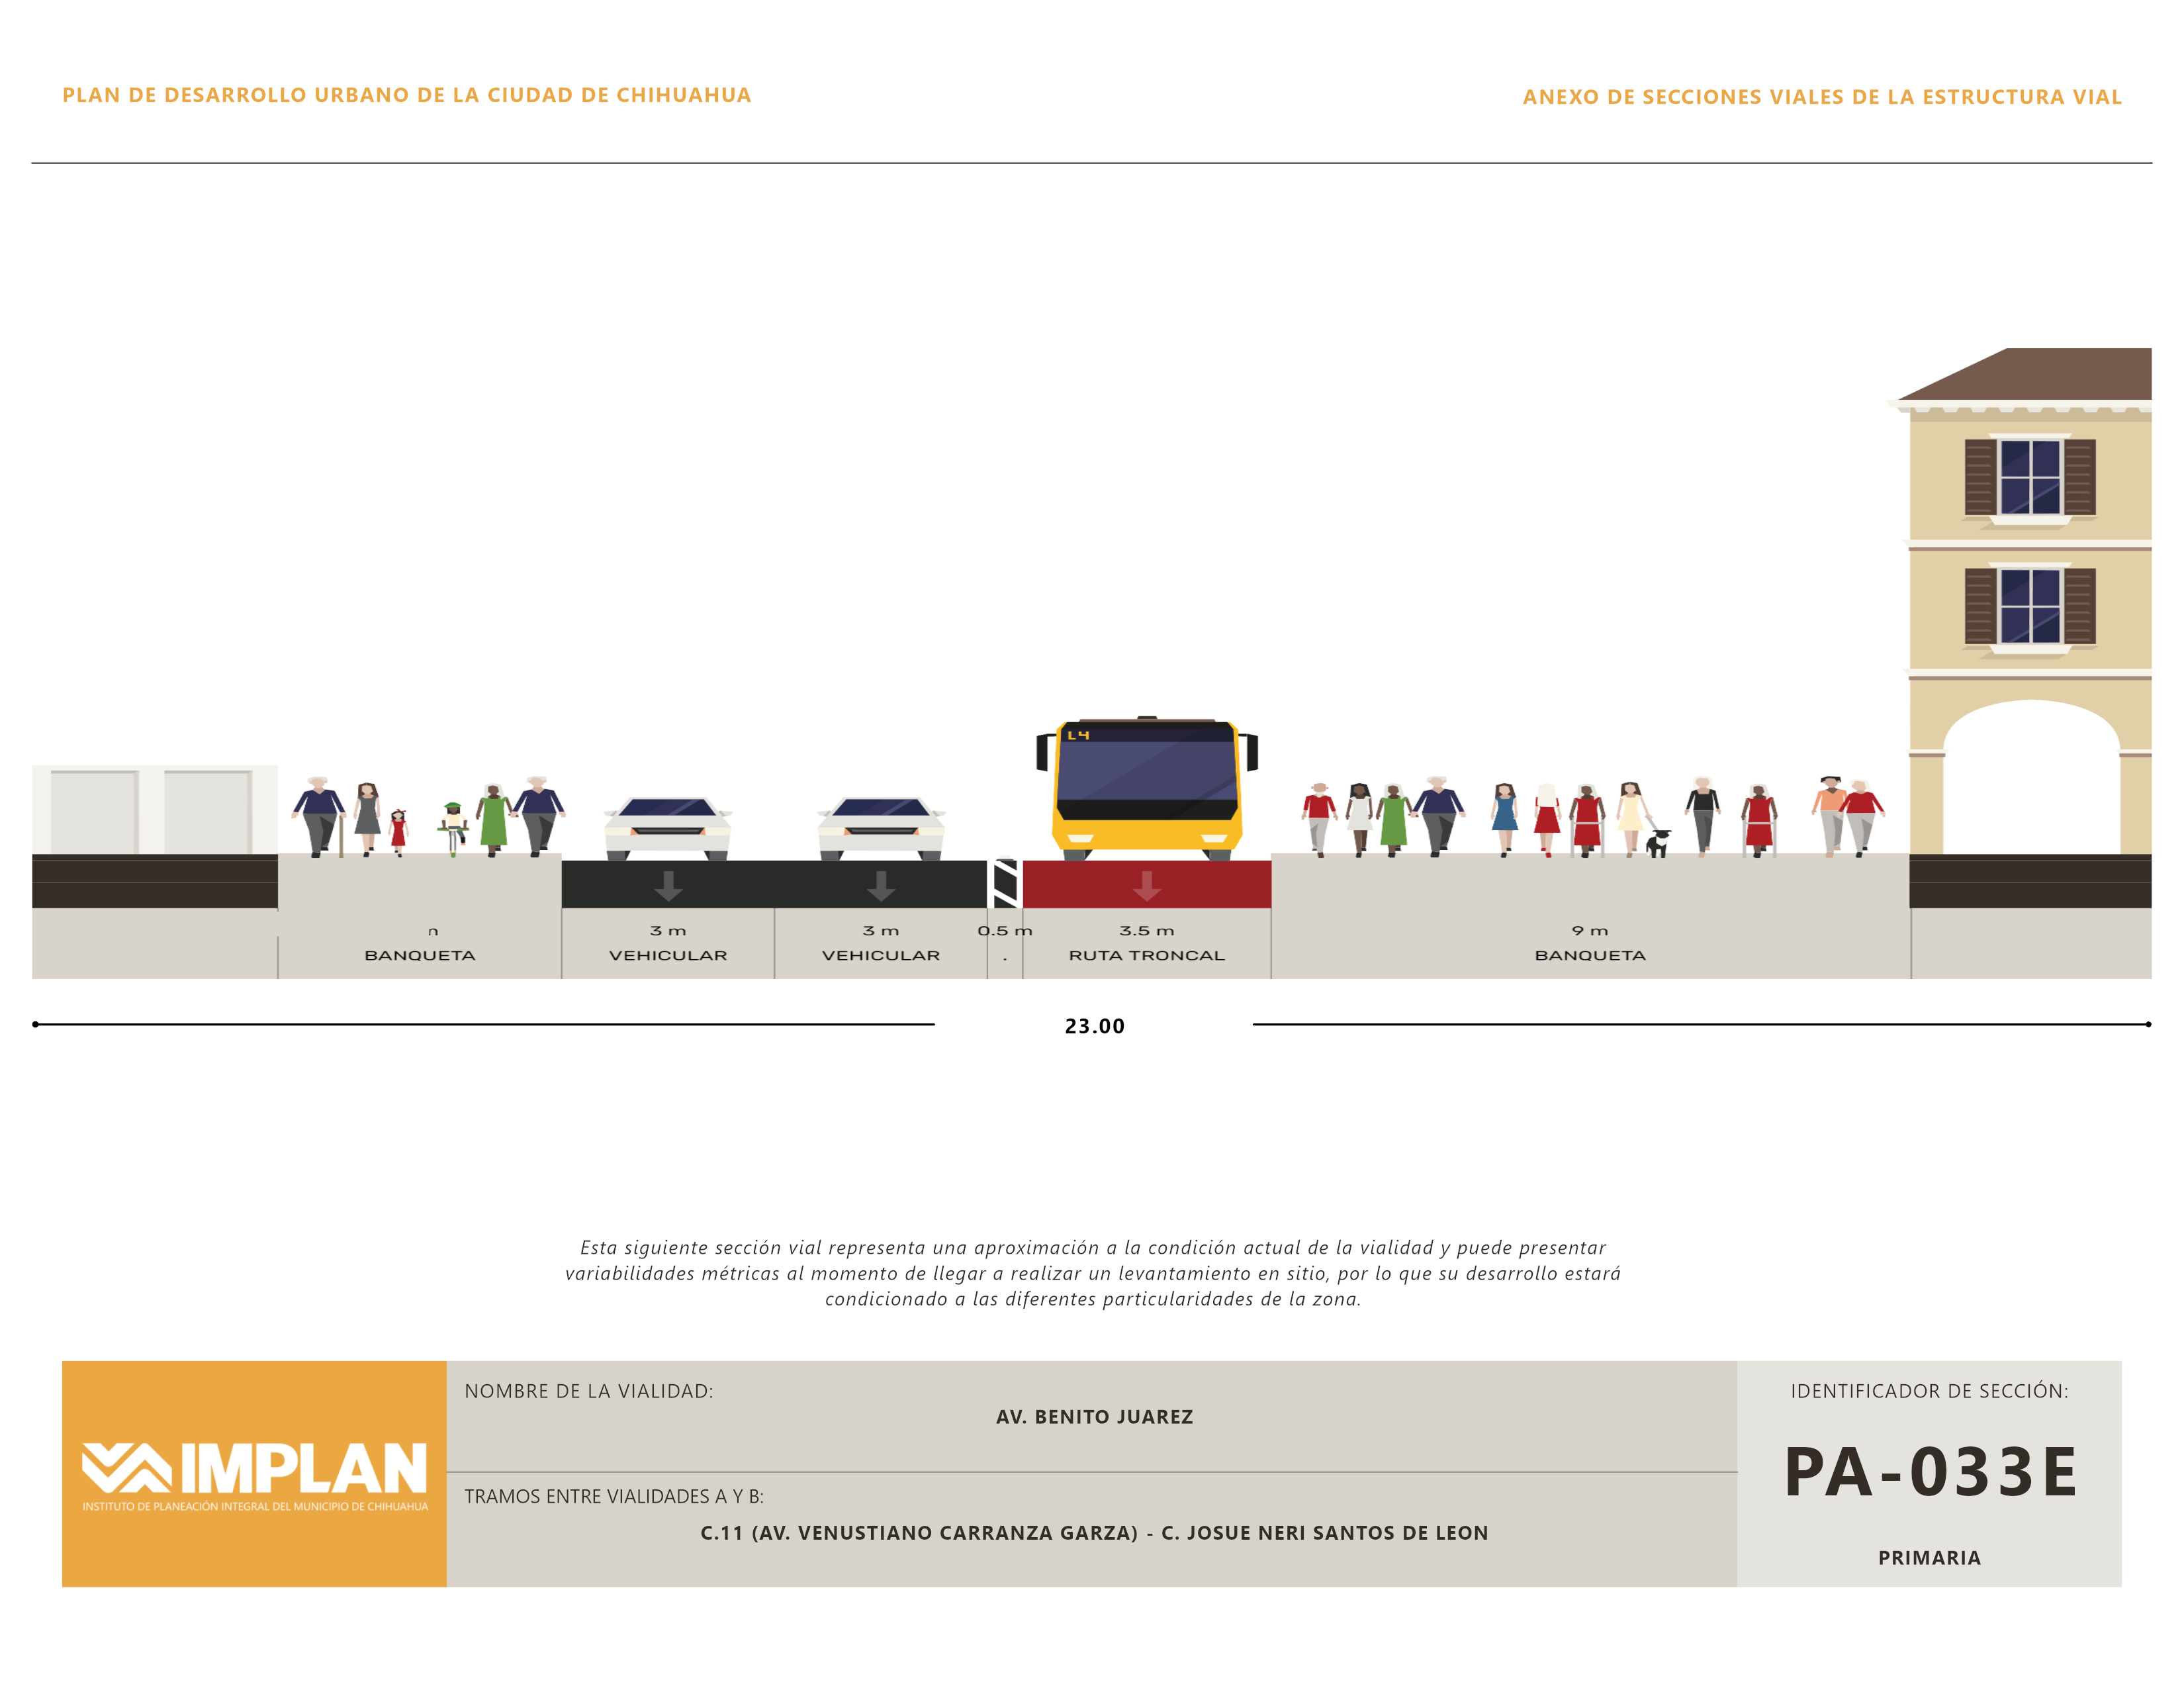 PLAN DE DESARROLLO URBANO DE LA CIUDAD DE CHIHUAHUA
ANEXO DE SECCIONES VIALES DE LA ESTRUCTURA VIAL
L4
3 m
3 m
0.5 m
3.5 m
9 m
BANQUETA
VEHICULAR
VEHICULAR
.
RUTA TRONCAL
BANQUETA
23.00
Esta siguiente sección vial representa una aproximación a la condición actual de la vialidad y puede presentar
variabilidades métricas al momento de llegar a realizar un levantamiento en sitio, por lo que su desarrollo estará
condicionado a las diferentes particularidades de la zona.
IMPLAN
INSTITUTO DE PLANEACIÓN INTEGRAL DEL MUNICIPIO DE CHIHUAHUA
NOMBRE DE LA VIALIDAD:
AV. BENITO JUAREZ
TRAMOS ENTRE VIALIDADES A Y B:
C.11 (AV. VENUSTIANO CARRANZA GARZA) - C. JOSUE NERI SANTOS DE LEON
IDENTIFICADOR DE SECCIÓN:
PA-033E
PRIMARIA